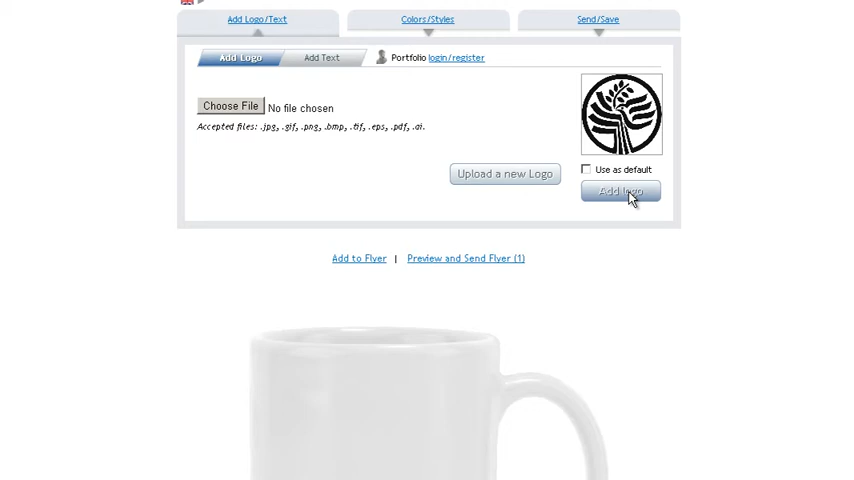 Add Logo/Text
Colors/Styles
Send/Save
Add Logo
Add Text
Portfolio login/register
Choose File No file chosen
Accepted files: .jpg, .gif, .png, .bmp, .tif, .eps, .pdf, .ai.
Upload a new Logo
Use as default
Add logo
Add to Flyer | Preview and Send Flyer (1)